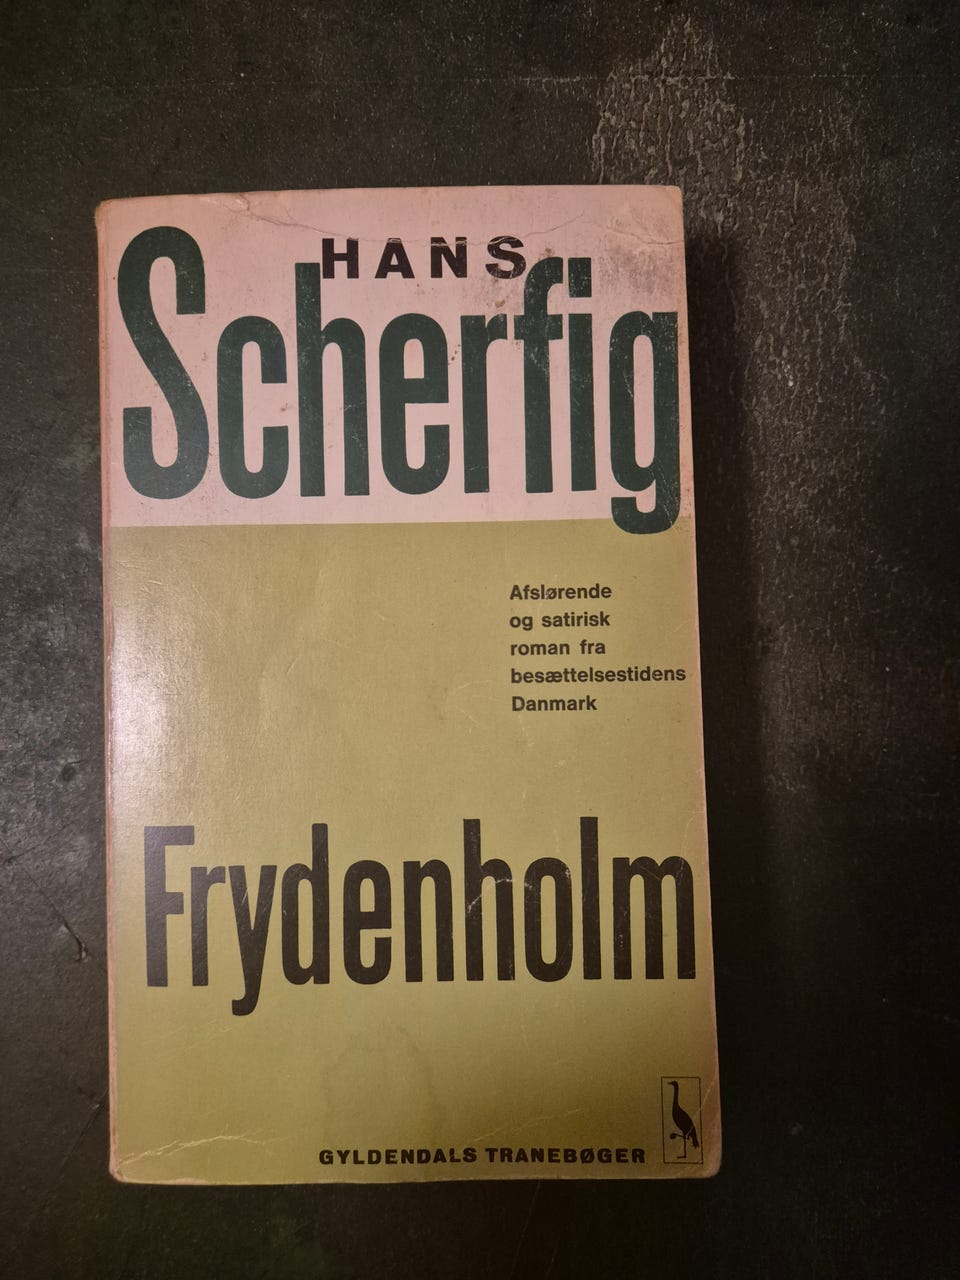 HANS
Scherfig
Afslørende
og satirisk
roman fra
besættelsestidens
Danmark
Frydenholm
GYLDENDALS TRANEBØGER